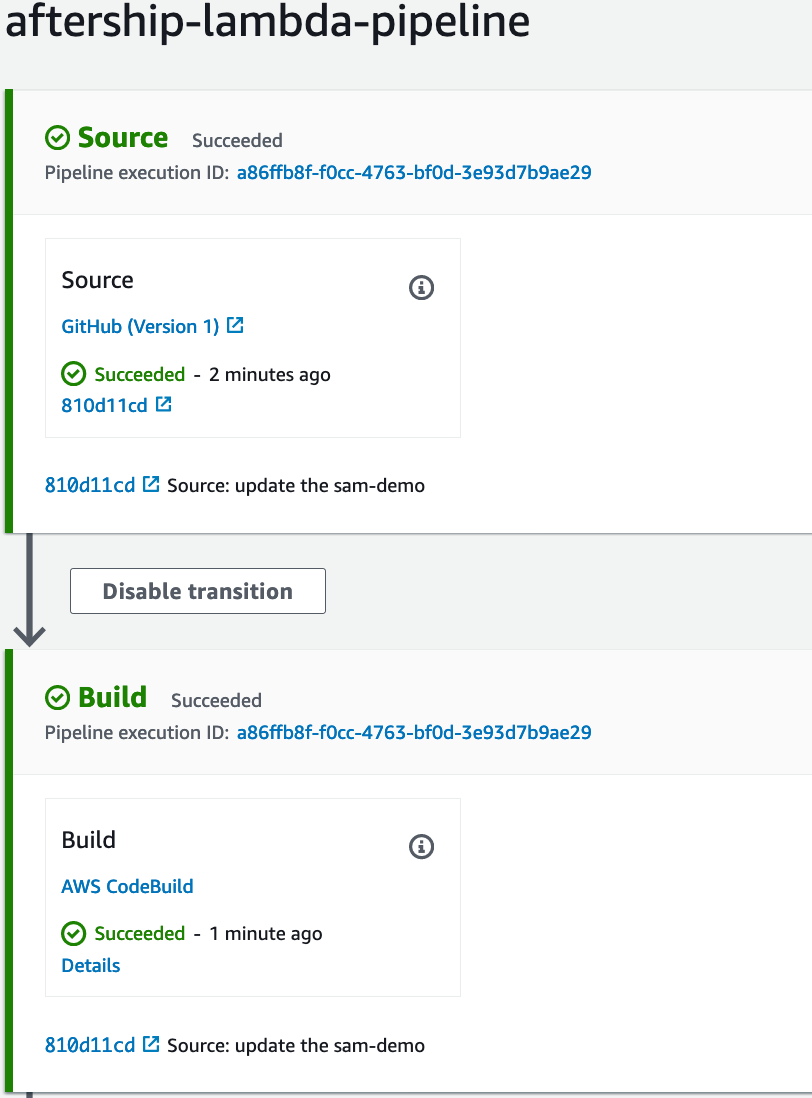 aftership-lambda-pipeline
Source Succeeded
Pipeline execution ID: a86ffb8f-f0cc-4763-bf0d-3e93d7b9ae29
Source
GitHub (Version 1)
Succeeded - 2 minutes ago
810d11cd
810d11cd Source: update the sam-demo
Disable transition
Build Succeeded
Pipeline execution ID: a86ffb8f-f0cc-4763-bf0d-3e93d7b9ae29
Build
AWS CodeBuild
Succeeded - 1 minute ago
Details
810d11cd Source: update the sam-demo